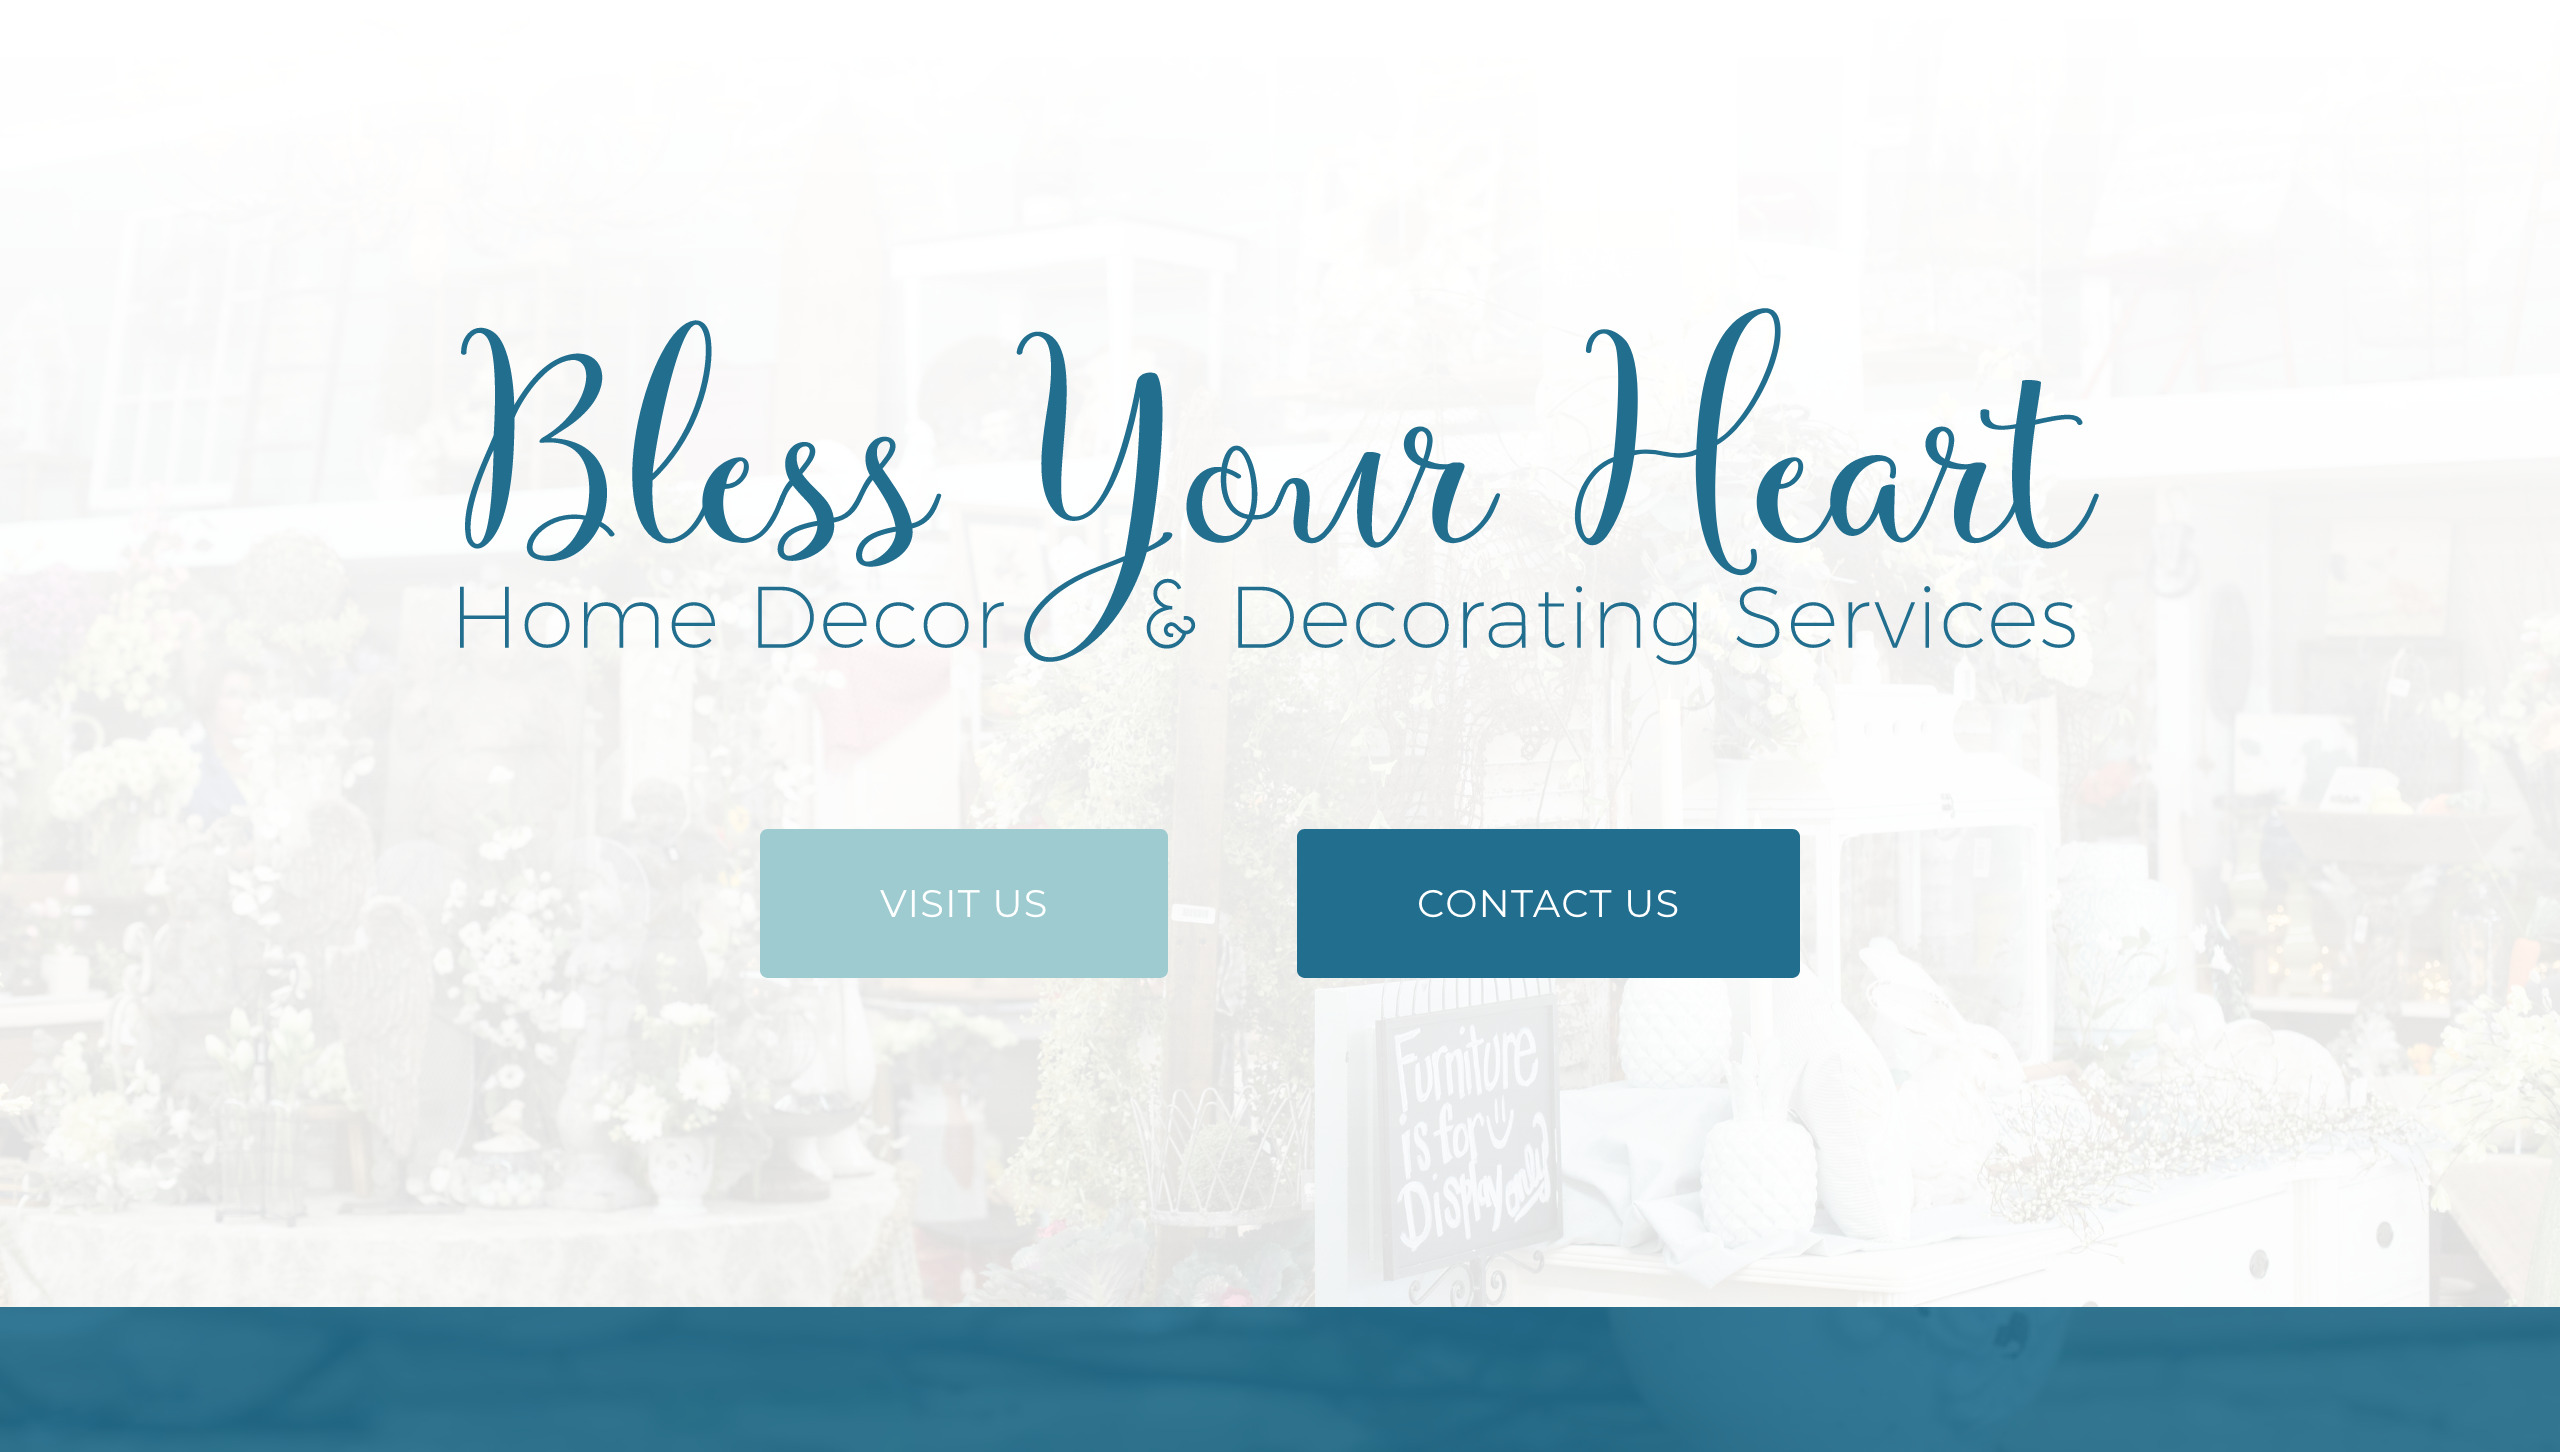 Bless Your Heart
Home Decor & Decorating Services
VISIT US
CONTACT US
Furniture
is for
Display only